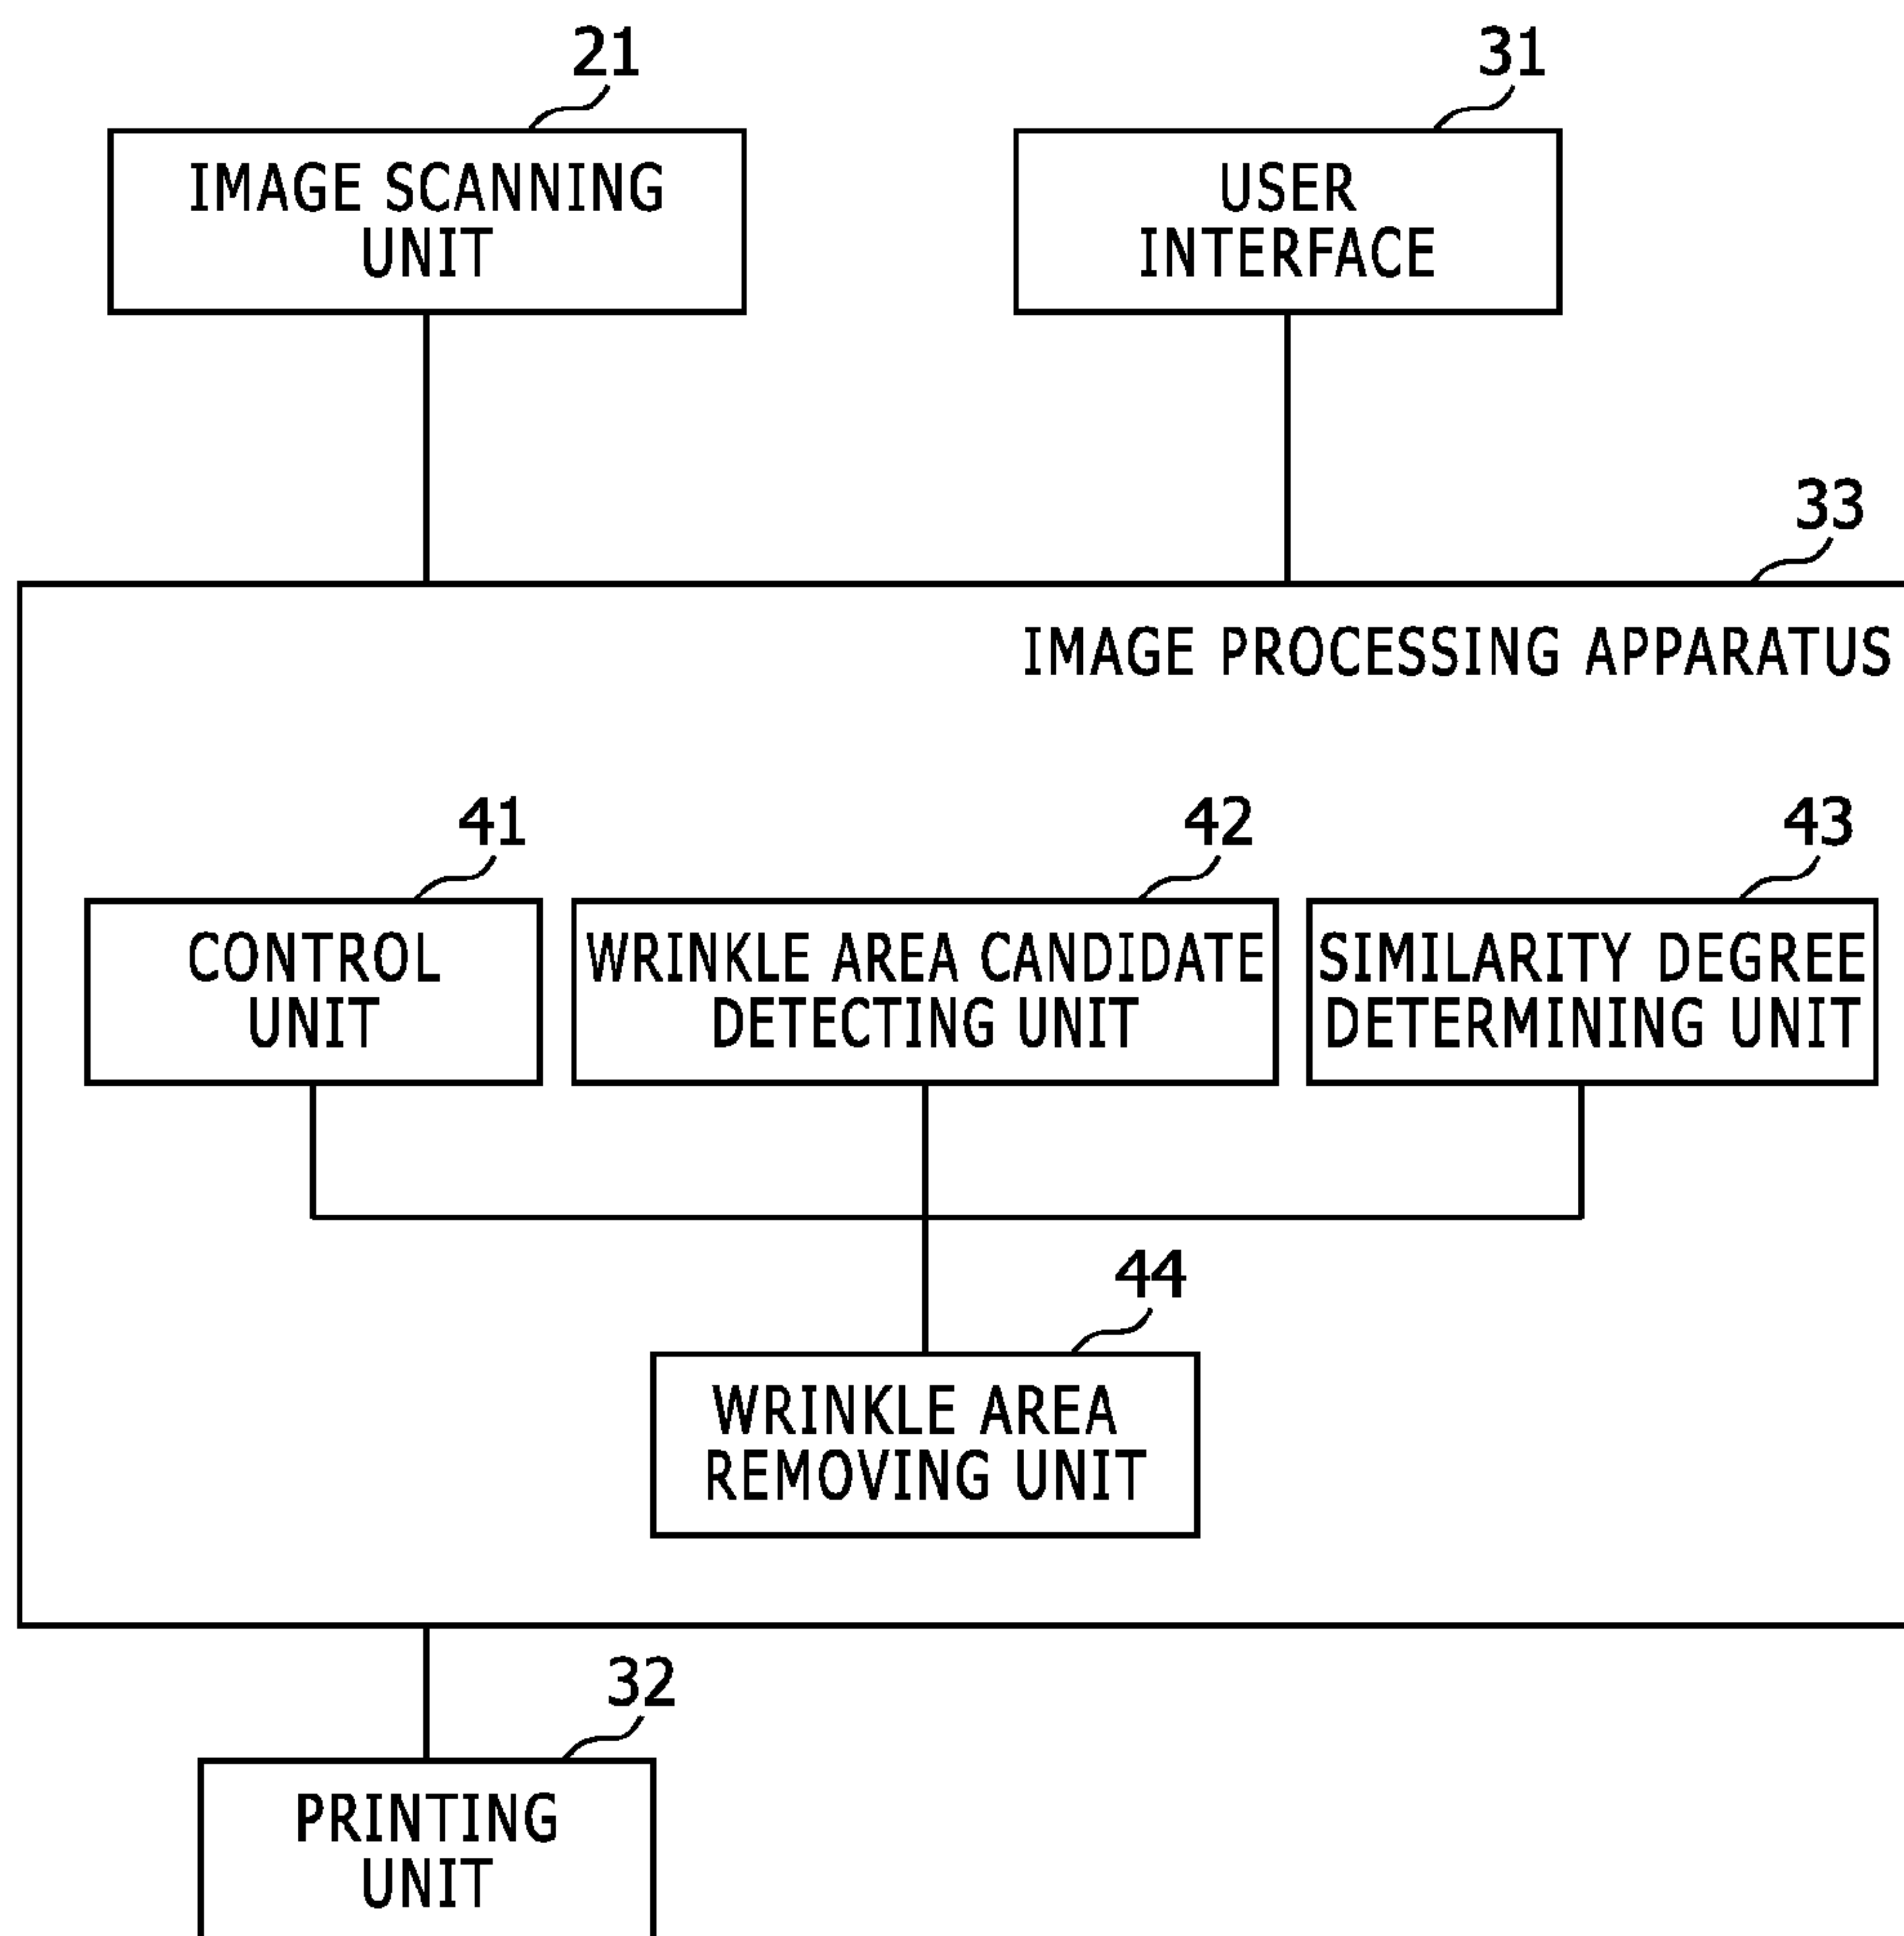 21
IMAGE SCANNING
UNIT
31
USER
INTERFACE
33
IMAGE PROCESSING APPARATUS
41
CONTROL
UNIT
42
WRINKLE AREA CANDIDATE
DETECTING UNIT
43
SIMILARITY DEGREE
DETERMINING UNIT
44
WRINKLE AREA
REMOVING UNIT
32
PRINTING
UNIT